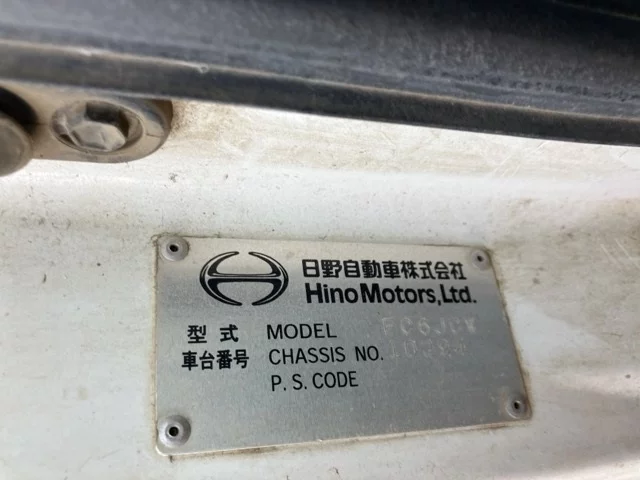 日野自動車株式会社
Hino Motors, Ltd.
型式 MODEL FC6JCW
車台番号 CHASSIS NO.
P.S. CODE